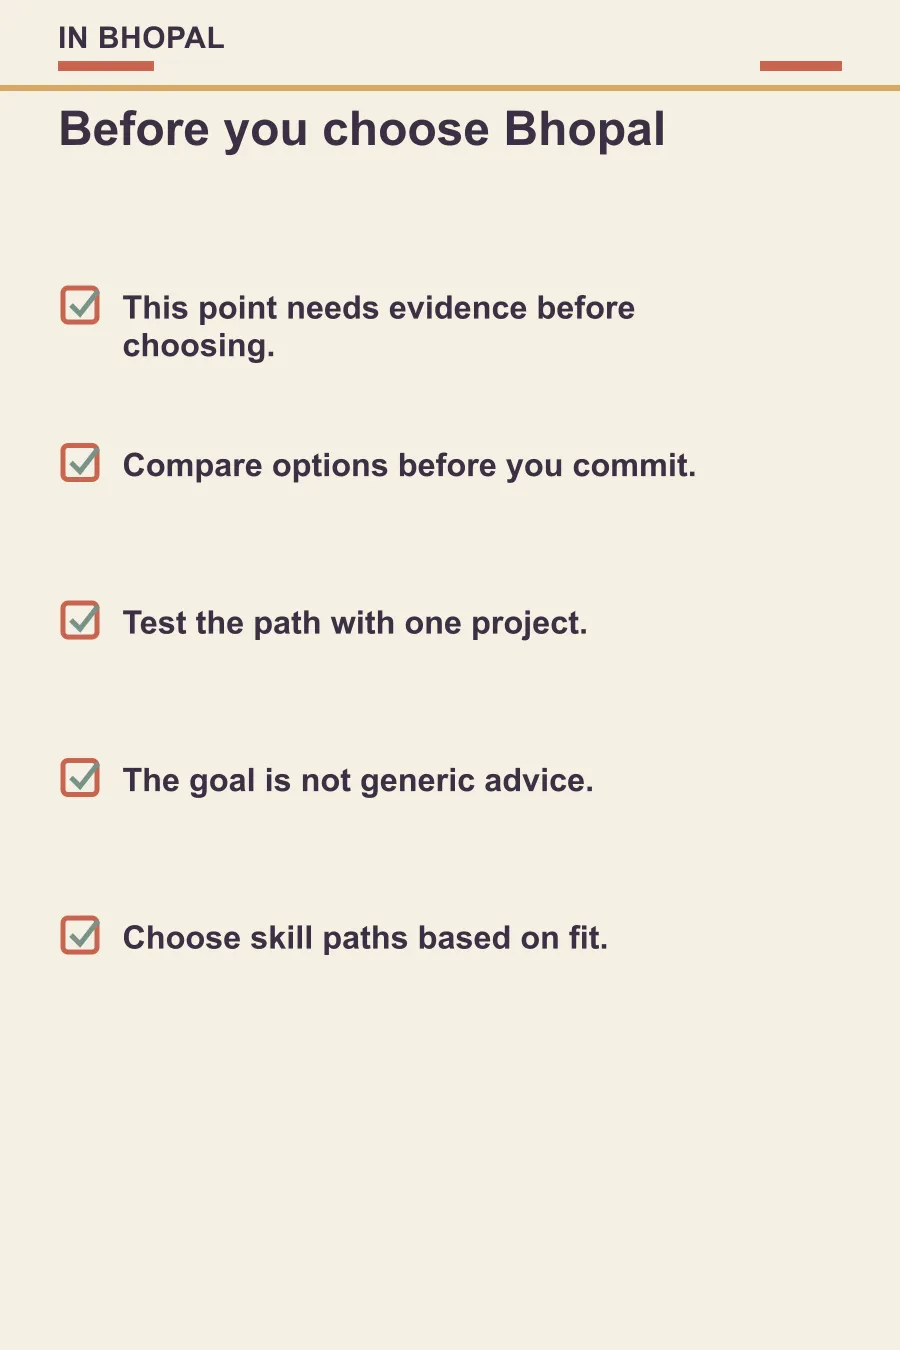 IN BHOPAL
Before you choose Bhopal
This point needs evidence before
choosing.
Compare options before you commit.
Test the path with one project.
The goal is not generic advice.
Choose skill paths based on fit.